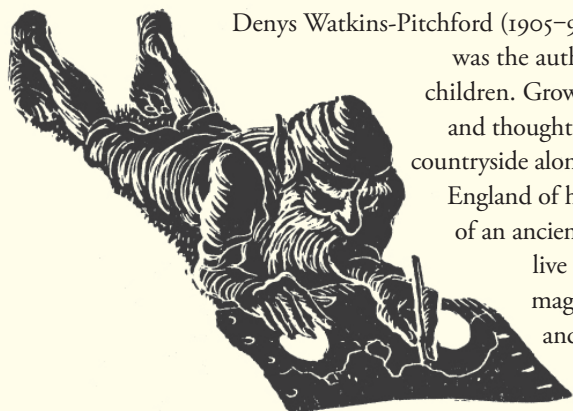 Denys Watkins-Pitchford (1905–9
was the auth
children. Grow
and thought
countryside alon
England of h
of an ancien
live
mag
and